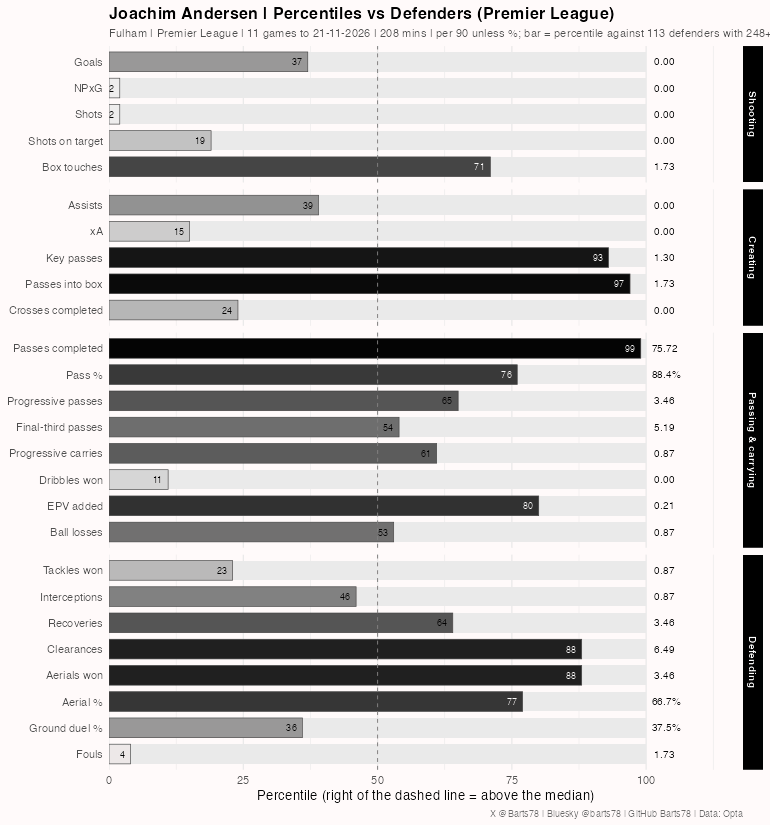 Joachim Andersen | Percentiles vs Defenders (Premier League)
Fulham | Premier League | 11 games to 21-11-2026 | 208 mins | per 90 unless %; bar = percentile against 113 defenders with 248+
Shooting
Goals 37 0.00
NPxG 2 0.00
Shots 2 0.00
Shots on target 19 0.00
Box touches 71 1.73
Creating
Assists 39 0.00
xA 15 0.00
Key passes 93 1.30
Passes into box 97 1.73
Crosses completed 24 0.00
Passing & carrying
Passes completed 99 75.72
Pass % 76 88.4%
Progressive passes 65 3.46
Final-third passes 54 5.19
Progressive carries 61 0.87
Dribbles won 11 0.00
EPV added 80 0.21
Ball losses 53 0.87
Defending
Tackles won 23 0.87
Interceptions 46 0.87
Recoveries 64 3.46
Clearances 88 6.49
Aerials won 88 3.46
Aerial % 77 66.7%
Ground duel % 36 37.5%
Fouls 4 1.73
0 25 50 75 100
Percentile (right of the dashed line = above the median)
X @Barts78 | Bluesky @barts78 | GitHub Barts78 | Data: Opta